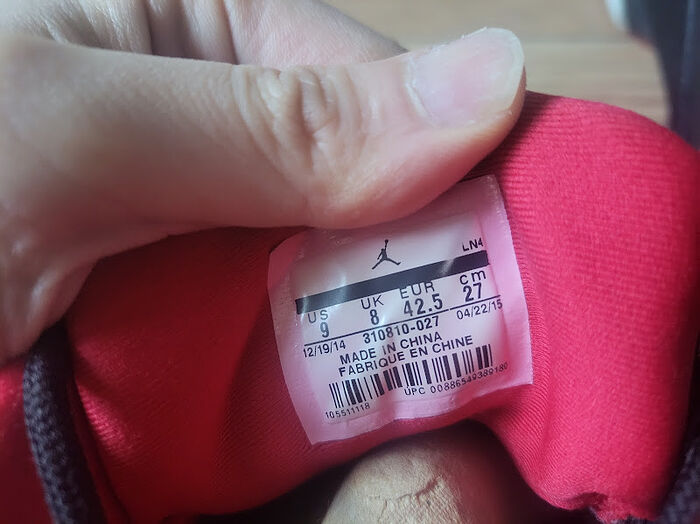 LN4
US UK EUR cm
9 8 42.5 27
310810-027
12/19/14 04/22/15
MADE IN CHINA
FABRIQUE EN CHINE
10551118 UPC 00886549389180